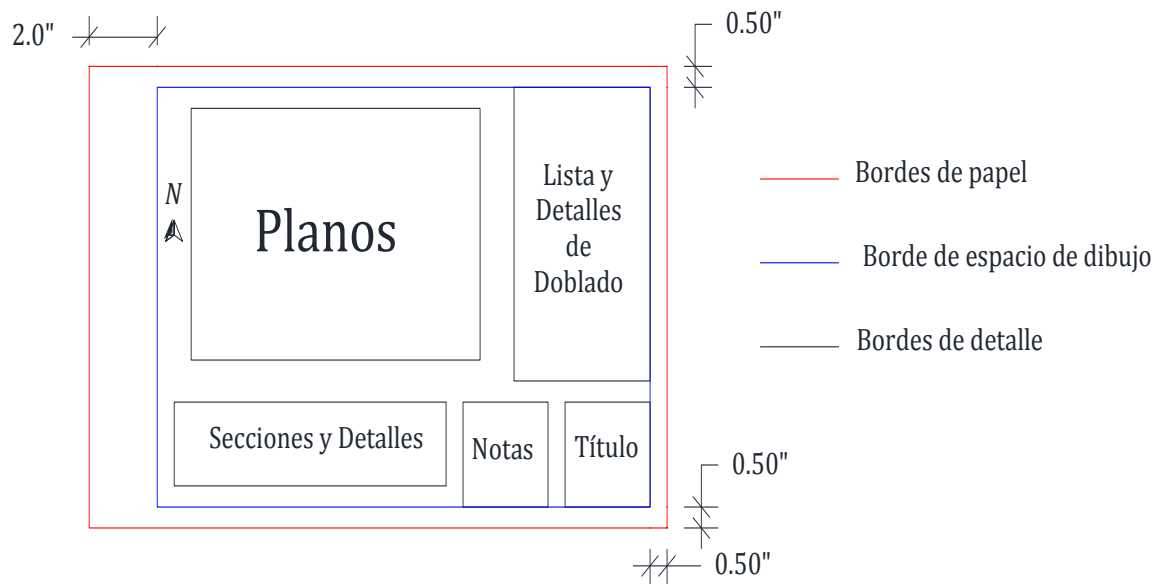 2.0"
0.50"
N
Planos
Lista y
Detalles
de
Doblado
Bordes de papel
Borde de espacio de dibujo
Bordes de detalle
Secciones y Detalles
Notas
Título
0.50"
0.50"